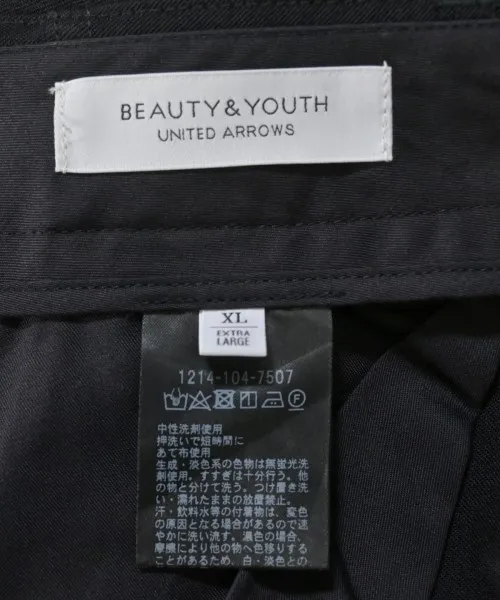 BEAUTY&YOUTH
UNITED ARROWS
XL
EXTRA
LARGE
1214-104-7507
中性洗剤使用
押洗いで短時間に
あて布使用
生成・淡色系の色物は無蛍光洗
剤使用。すすぎは十分行う。他
の物と分けて洗う。つけ置き洗
い・濡れたままの放置禁止。
汗・飲料水等の付着物は、変色
の原因となる場合があるので速
やかに洗い流す。濃色の場合、
摩擦により他の物へ色移りする
ことがあるため、白・淡色との